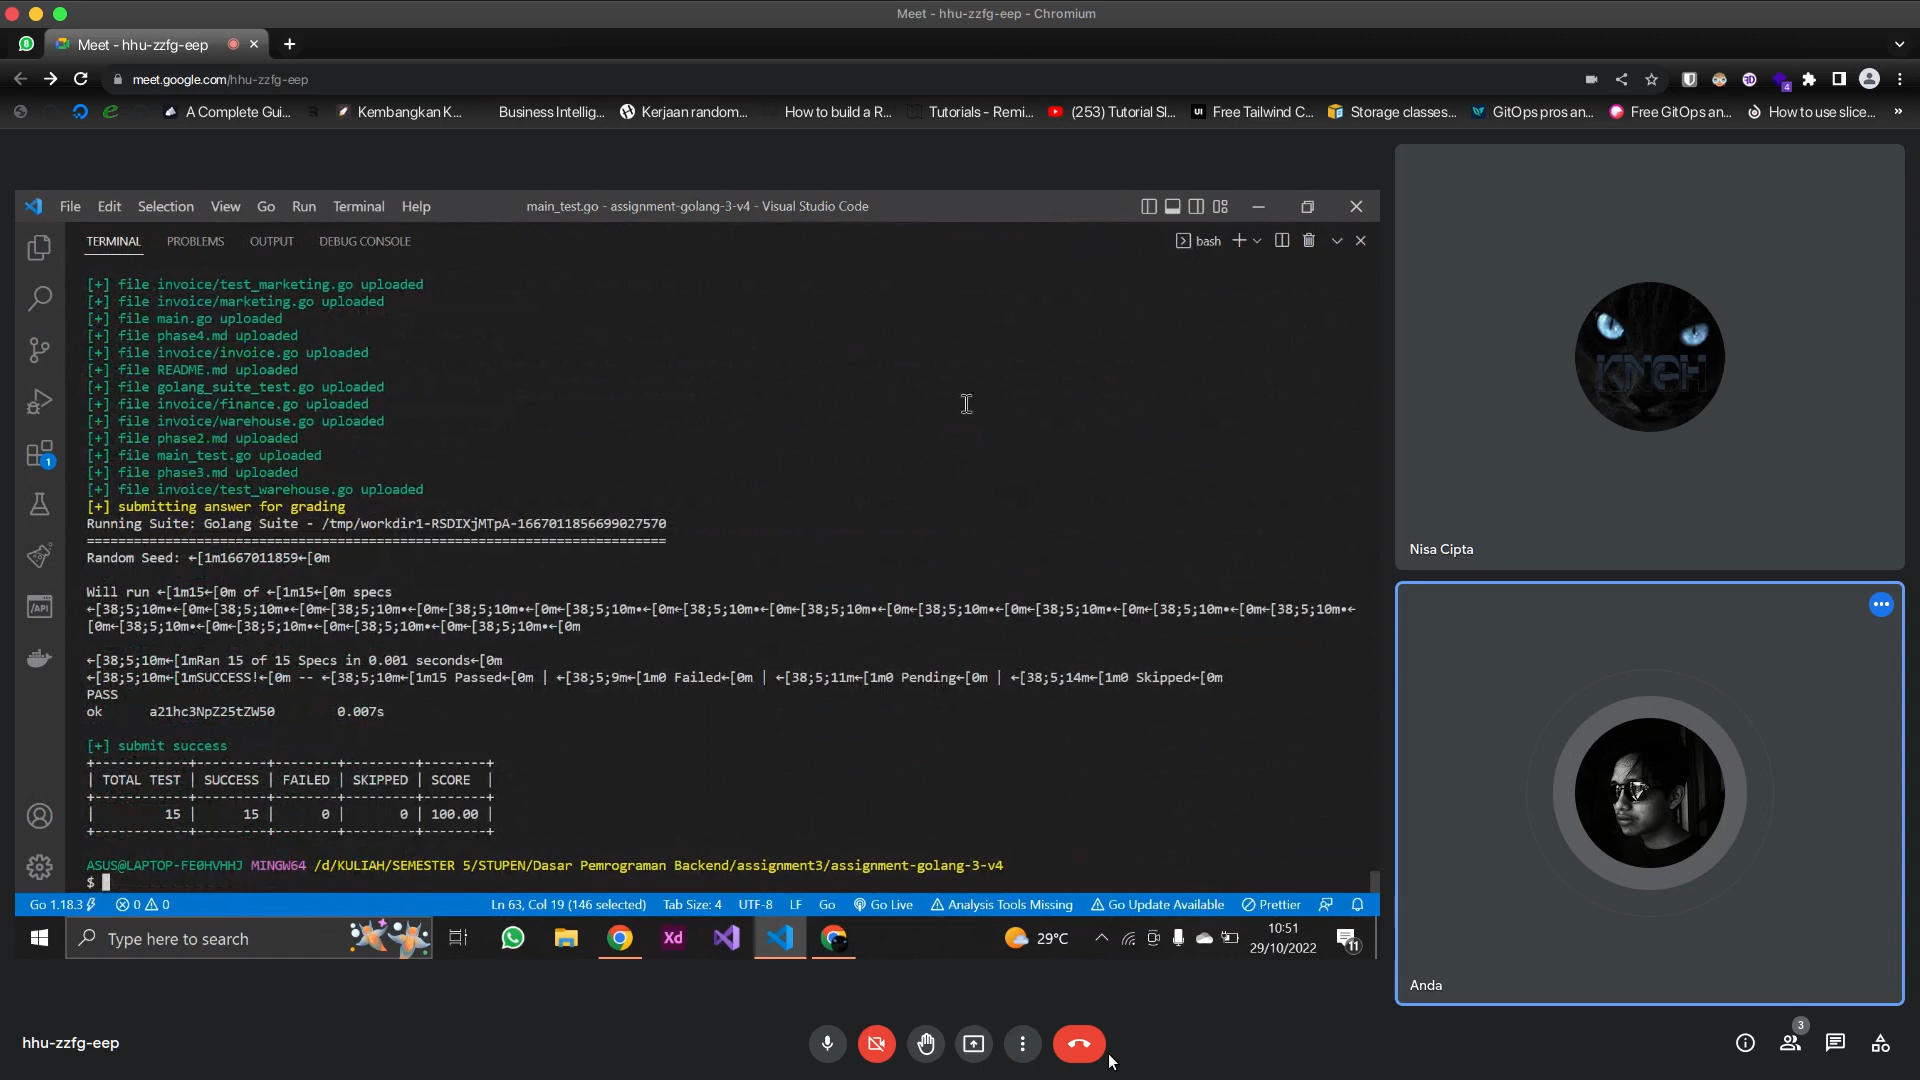 Meet - hhu-zzfg-eep - Chromium
Meet - hhu-zzfg-eep
meet.google.com/hhu-zzfg-eep
4
A Complete Gui...
Kembangkan K...
Business Intellig...
Kerjaan random...
How to build a R...
Tutorials - Remi...
(253) Tutorial Sl...
UI Free Tailwind C...
Storage classes...
GitOps pros an...
Free GitOps an...
How to use slice...
File Edit Selection View Go Run Terminal Help
main_test.go - assignment-golang-3-v4 - Visual Studio Code
TERMINAL PROBLEMS OUTPUT DEBUG CONSOLE
bash
[+] file invoice/test_marketing.go uploaded
[+] file invoice/marketing.go uploaded
[+] file main.go uploaded
[+] file phase4.md uploaded
[+] file invoice/invoice.go uploaded
[+] file README.md uploaded
[+] file golang_suite_test.go uploaded
[+] file invoice/finance.go uploaded
[+] file invoice/warehouse.go uploaded
[+] file phase2.md uploaded
[+] file main_test.go uploaded
[+] file phase3.md uploaded
[+] file invoice/test_warehouse.go uploaded
[+] submitting answer for grading
Running Suite: Golang Suite - /tmp/workdir1-RSDIXjMTpA-1667011856699027570
==========================================================================
Random Seed: ←[1m1667011859←[0m
Will run ←[1m15←[0m of ←[1m15←[0m specs
←[38;5;10m•←[0m←[38;5;10m•←[0m←[38;5;10m•←[0m←[38;5;10m•←[0m←[38;5;10m•←[0m←[38;5;10m•←[0m←[38;5;10m•←[0m←[38;5;10m•←[0m←[38;5;10m•←[0m←[38;5;10m•←[0m←[38;5;10m•←
[0m←[38;5;10m•←[0m←[38;5;10m•←[0m←[38;5;10m•←[0m←[38;5;10m•←[0m
←[38;5;10m←[1mRan 15 of 15 Specs in 0.001 seconds←[0m
←[38;5;10m←[1mSUCCESS!←[0m -- ←[38;5;10m←[1m15 Passed←[0m | ←[38;5;9m←[1m0 Failed←[0m | ←[38;5;11m←[1m0 Pending←[0m | ←[38;5;14m←[1m0 Skipped←[0m
PASS
ok a21hc3NpZ25tZW50 0.007s
[+] submit success
+------------+---------+--------+---------+--------+
| TOTAL TEST | SUCCESS | FAILED | SKIPPED | SCORE |
+------------+---------+--------+---------+--------+
| 15 | 15 | 0 | 0 | 100.00 |
+------------+---------+--------+---------+--------+
ASUS@LAPTOP-FE0HVHHJ MINGW64 /d/KULIAH/SEMESTER 5/STUPEN/Dasar Pemrograman Backend/assignment3/assignment-golang-3-v4
$
1
/API
Go 1.18.3 0 0 Ln 63, Col 19 (146 selected) Tab Size: 4 UTF-8 LF Go Go Live Analysis Tools Missing Go Update Available Prettier
Type here to search
Xd
29°C
10:51
29/10/2022
11
KNCH
Nisa Cipta
Anda
hhu-zzfg-eep
3